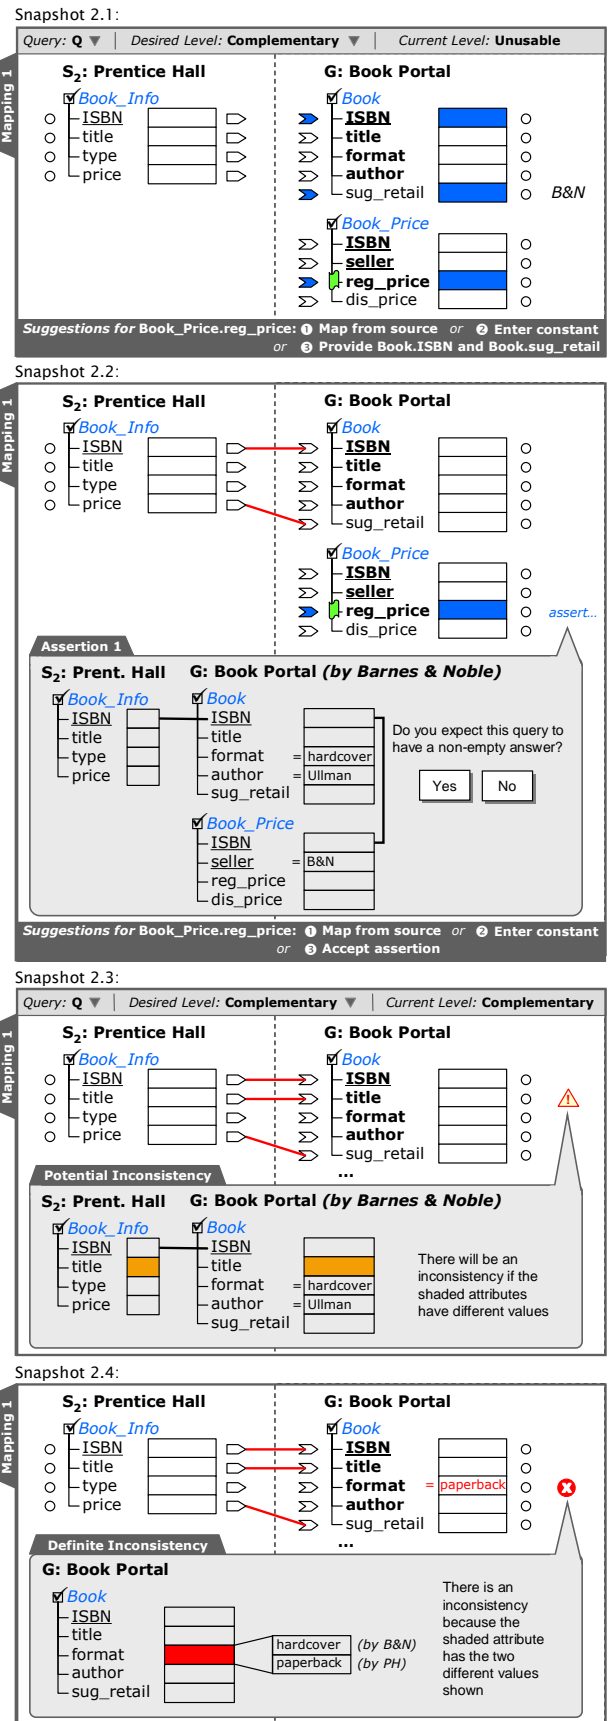 Snapshot 2.1:
Query: Q ▼ | Desired Level: Complementary ▼ | Current Level: Unusable
Mapping 1
S2: Prentice Hall G: Book Portal
Book_Info Book
ISBN ISBN
title title
type format
price author
sug_retail B&N
Book_Price
ISBN
seller
reg_price
dis_price
Suggestions for Book_Price.reg_price: ❶ Map from source or ❷ Enter constant
or ❸ Provide Book.ISBN and Book.sug_retail
Snapshot 2.2:
Mapping 1
S2: Prentice Hall G: Book Portal
Book_Info Book
ISBN ISBN
title title
type format
price author
sug_retail
Book_Price
ISBN
seller
reg_price assert...
dis_price
Assertion 1
S2: Prent. Hall G: Book Portal (by Barnes & Noble)
Book_Info Book
ISBN ISBN
title title
type format = hardcover
price author = Ullman
sug_retail
Do you expect this query to
have a non-empty answer?
Yes No
Book_Price
ISBN
seller = B&N
reg_price
dis_price
Suggestions for Book_Price.reg_price: ❶ Map from source or ❷ Enter constant
or ❸ Accept assertion
Snapshot 2.3:
Query: Q ▼ | Desired Level: Complementary ▼ | Current Level: Complementary
Mapping 1
S2: Prentice Hall G: Book Portal
Book_Info Book
ISBN ISBN
title title
type format
price author
sug_retail
...
Potential Inconsistency
S2: Prent. Hall G: Book Portal (by Barnes & Noble)
Book_Info Book
ISBN ISBN
title title
type format = hardcover
price author = Ullman
sug_retail
There will be an
inconsistency if the
shaded attributes
have different values
Snapshot 2.4:
Mapping 1
S2: Prentice Hall G: Book Portal
Book_Info Book
ISBN ISBN
title title
type format = paperback
price author
sug_retail
...
Definite Inconsistency
G: Book Portal
Book
ISBN
title
format
author
sug_retail
hardcover (by B&N)
paperback (by PH)
There is an
inconsistency
because the
shaded attribute
has the two
different values
shown